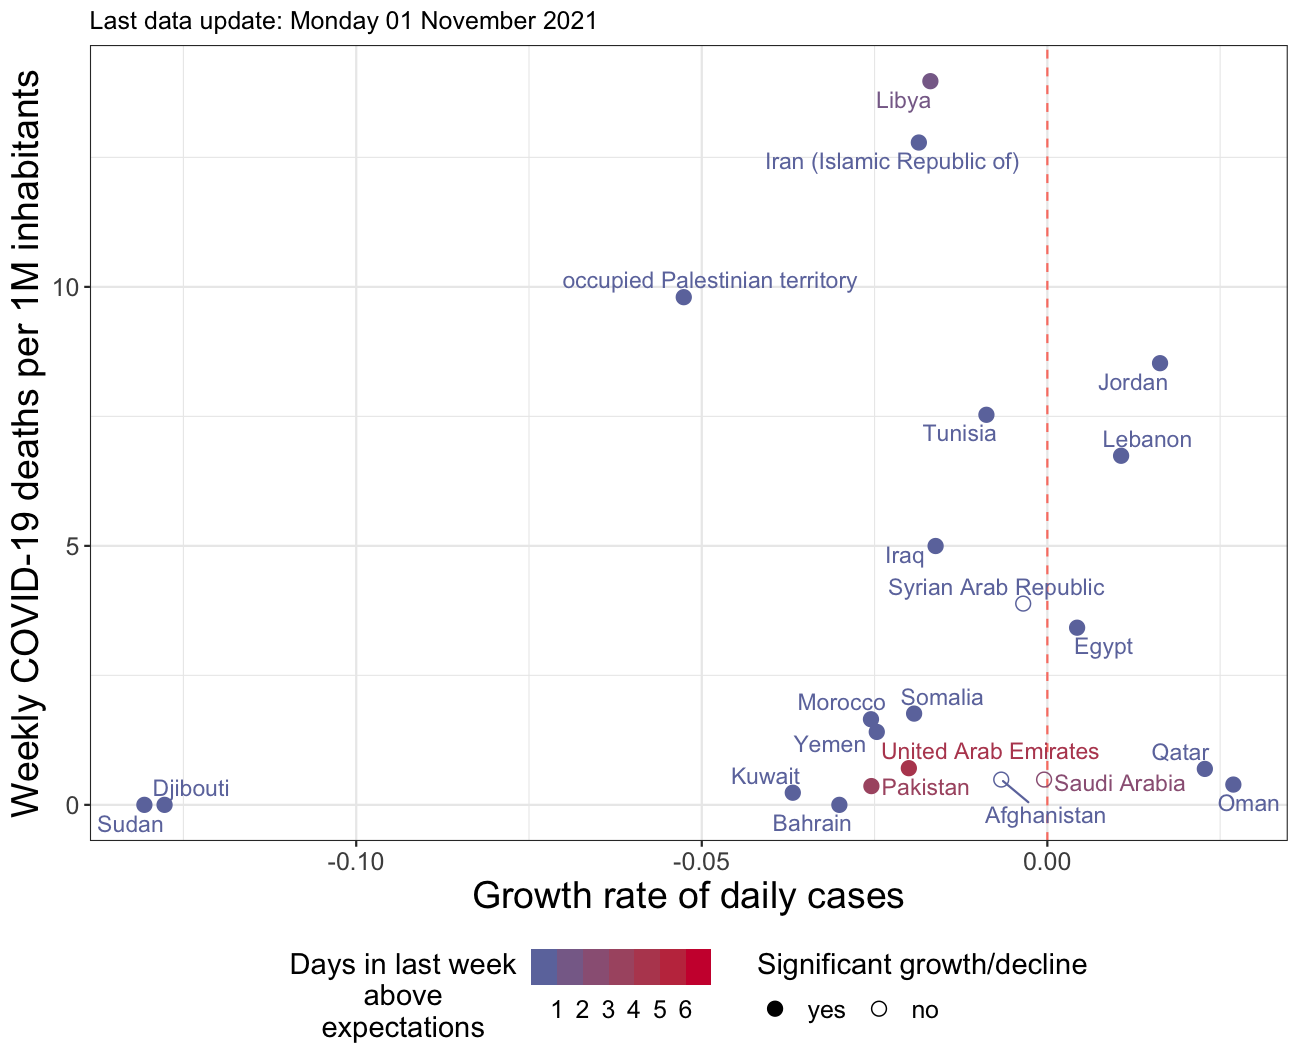 Last data update: Monday 01 November 2021
Weekly COVID-19 deaths per 1M inhabitants
10
5
0
Libya
Iran (Islamic Republic of)
occupied Palestinian territory
Jordan
Tunisia
Lebanon
Iraq
Syrian Arab Republic
Egypt
Morocco
Somalia
Yemen
United Arab Emirates
Qatar
Kuwait
Pakistan
Saudi Arabia
Djibouti
Oman
Afghanistan
Sudan
Bahrain
-0.10
-0.05
0.00
Growth rate of daily cases
Days in last week
above
expectations
1 2 3 4 5 6
Significant growth/decline
yes
no